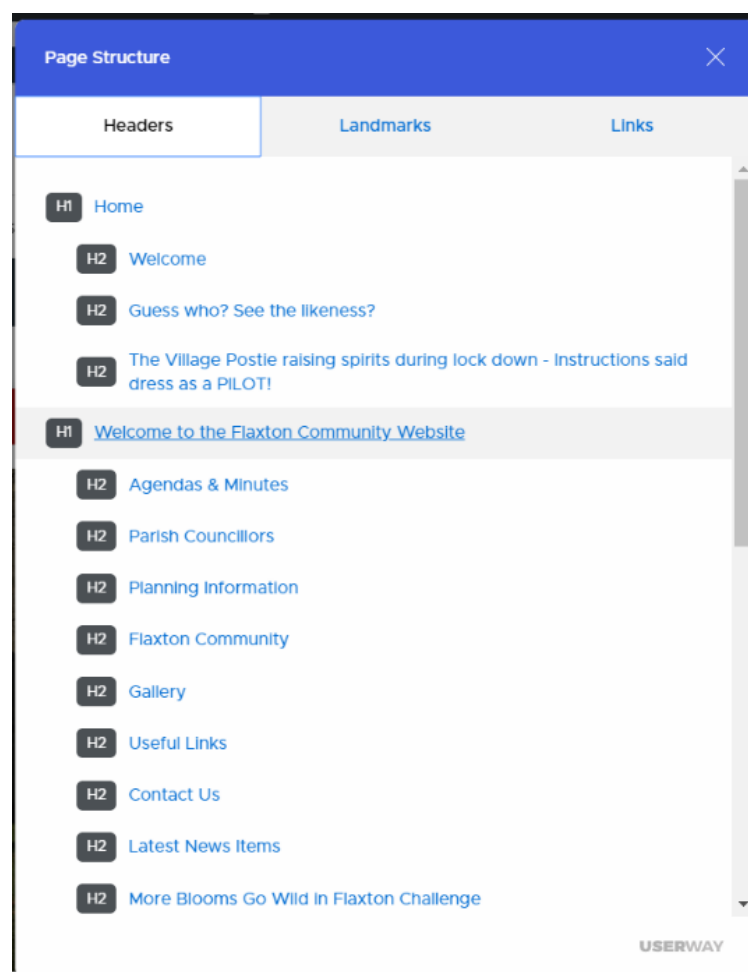 Page Structure
Headers Landmarks Links
H1 Home
H2 Welcome
H2 Guess who? See the likeness?
H2 The Village Postie raising spirits during lock down - Instructions said
dress as a PILOT!
H1 Welcome to the Flaxton Community Website
H2 Agendas & Minutes
H2 Parish Councillors
H2 Planning Information
H2 Flaxton Community
H2 Gallery
H2 Useful Links
H2 Contact Us
H2 Latest News Items
H2 More Blooms Go Wild in Flaxton Challenge
USERWAY